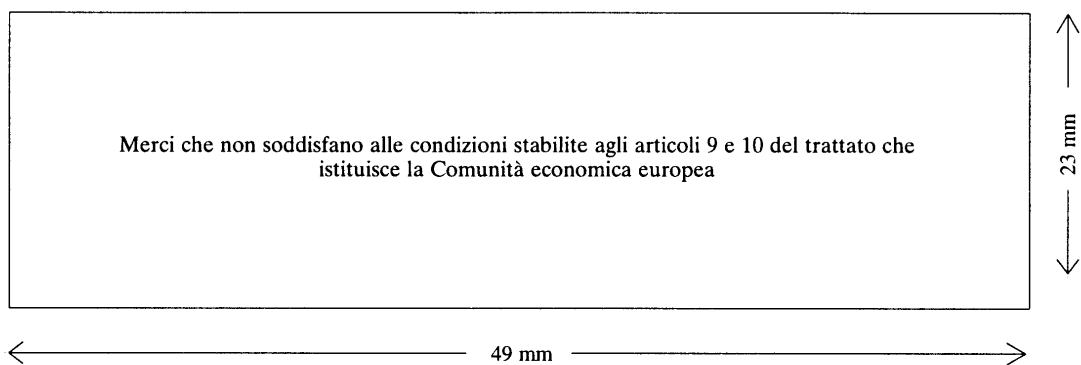 Merci che non soddisfano alle condizioni stabilite agli articoli 9 e 10 del trattato che
istituisce la Comunità economica europea
23 mm
49 mm